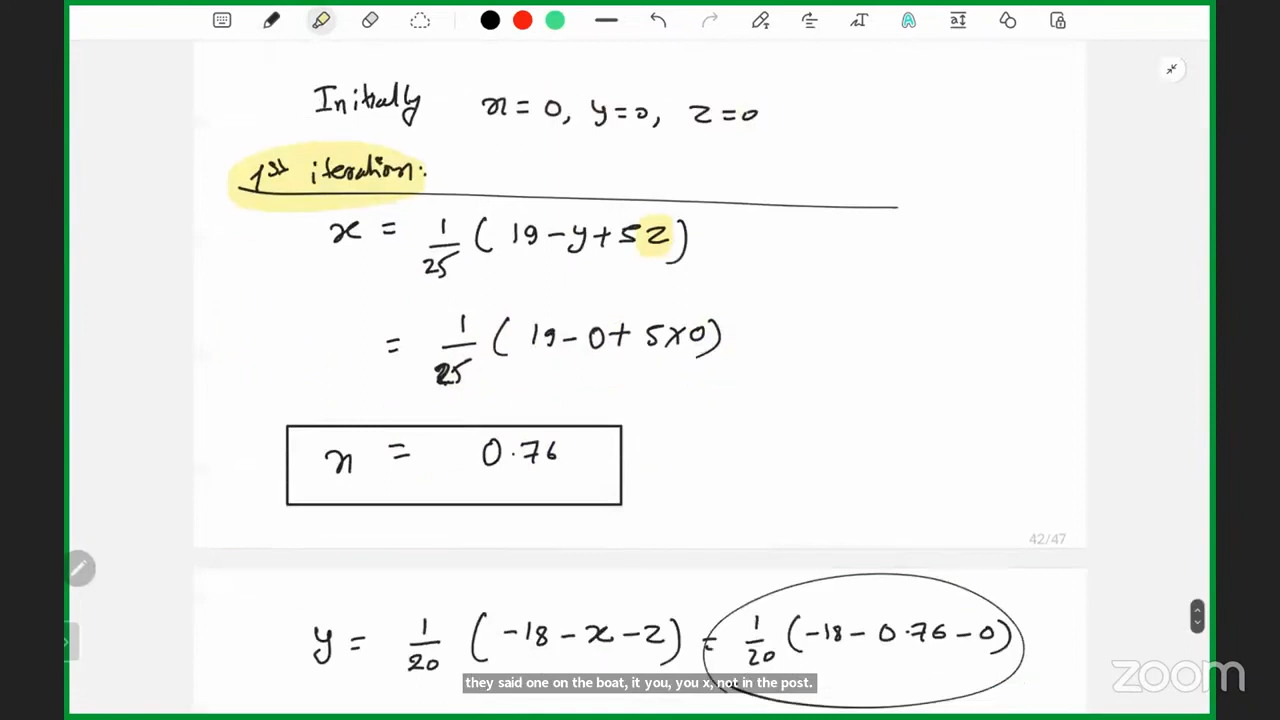 Initially x = 0, y = 0, z = 0
1st iteration:
x = 1/25 ( 19 - y + 5z )
= 1/25 ( 19 - 0 + 5×0 )
x = 0.76
42/47
y = 1/20 ( -18 - x - z ) = 1/20 ( -18 - 0.76 - 0 )
they said one on the boat, it you, you x, not in the post.
zoom